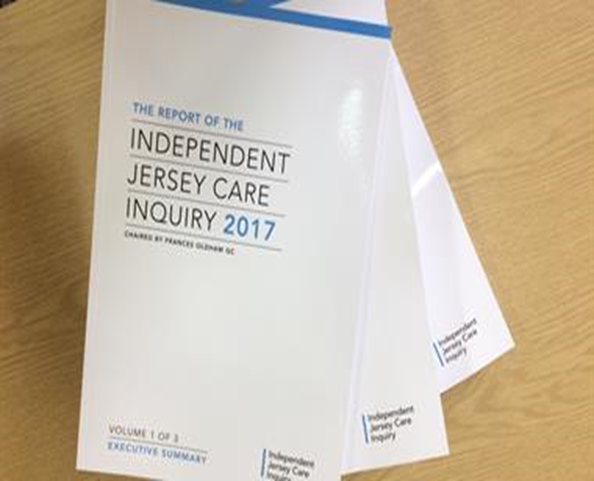 THE REPORT OF THE
INDEPENDENT
JERSEY CARE
INQUIRY 2017
CHAIRED BY FRANCES OLDHAM QC
VOLUME 1 OF 3
EXECUTIVE SUMMARY
Independent
Jersey Care
Inquiry
Independent
Jersey Care
Inquiry
Independent
Jersey Care
Inquiry